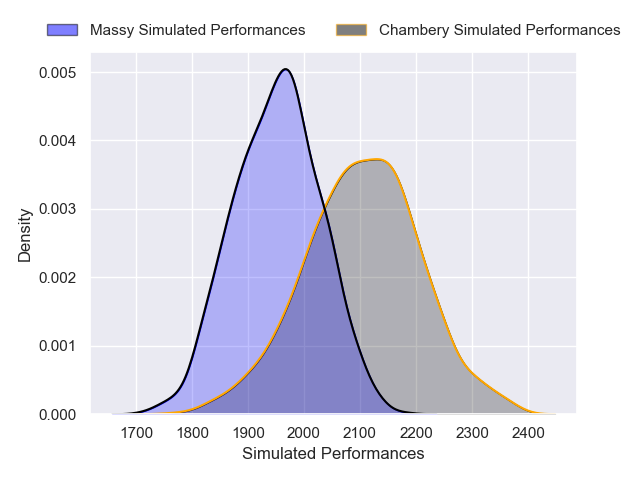 Massy Simulated Performances
Chambery Simulated Performances
0.005
0.004
0.003
0.002
0.001
0.000
Density
1700 1800 1900 2000 2100 2200 2300 2400
Simulated Performances